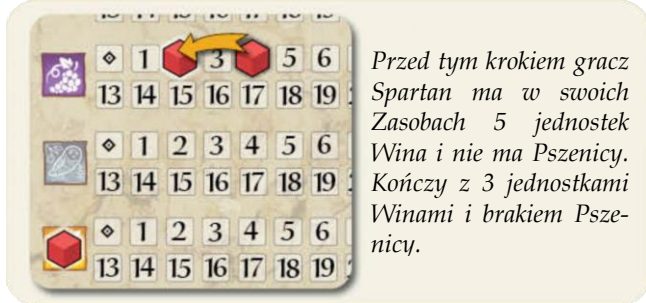 ◇ 1 3 5 6
13 14 15 16 17 18 19
◇ 1 2 3 4 5 6
13 14 15 16 17 18 19
◇ 1 2 3 4 5 6
13 14 15 16 17 18 19
Przed tym krokiem gracz
Spartan ma w swoich
Zasobach 5 jednostek
Wina i nie ma Pszenicy.
Kończy z 3 jednostkami
Winami i brakiem Psze-
nicy.